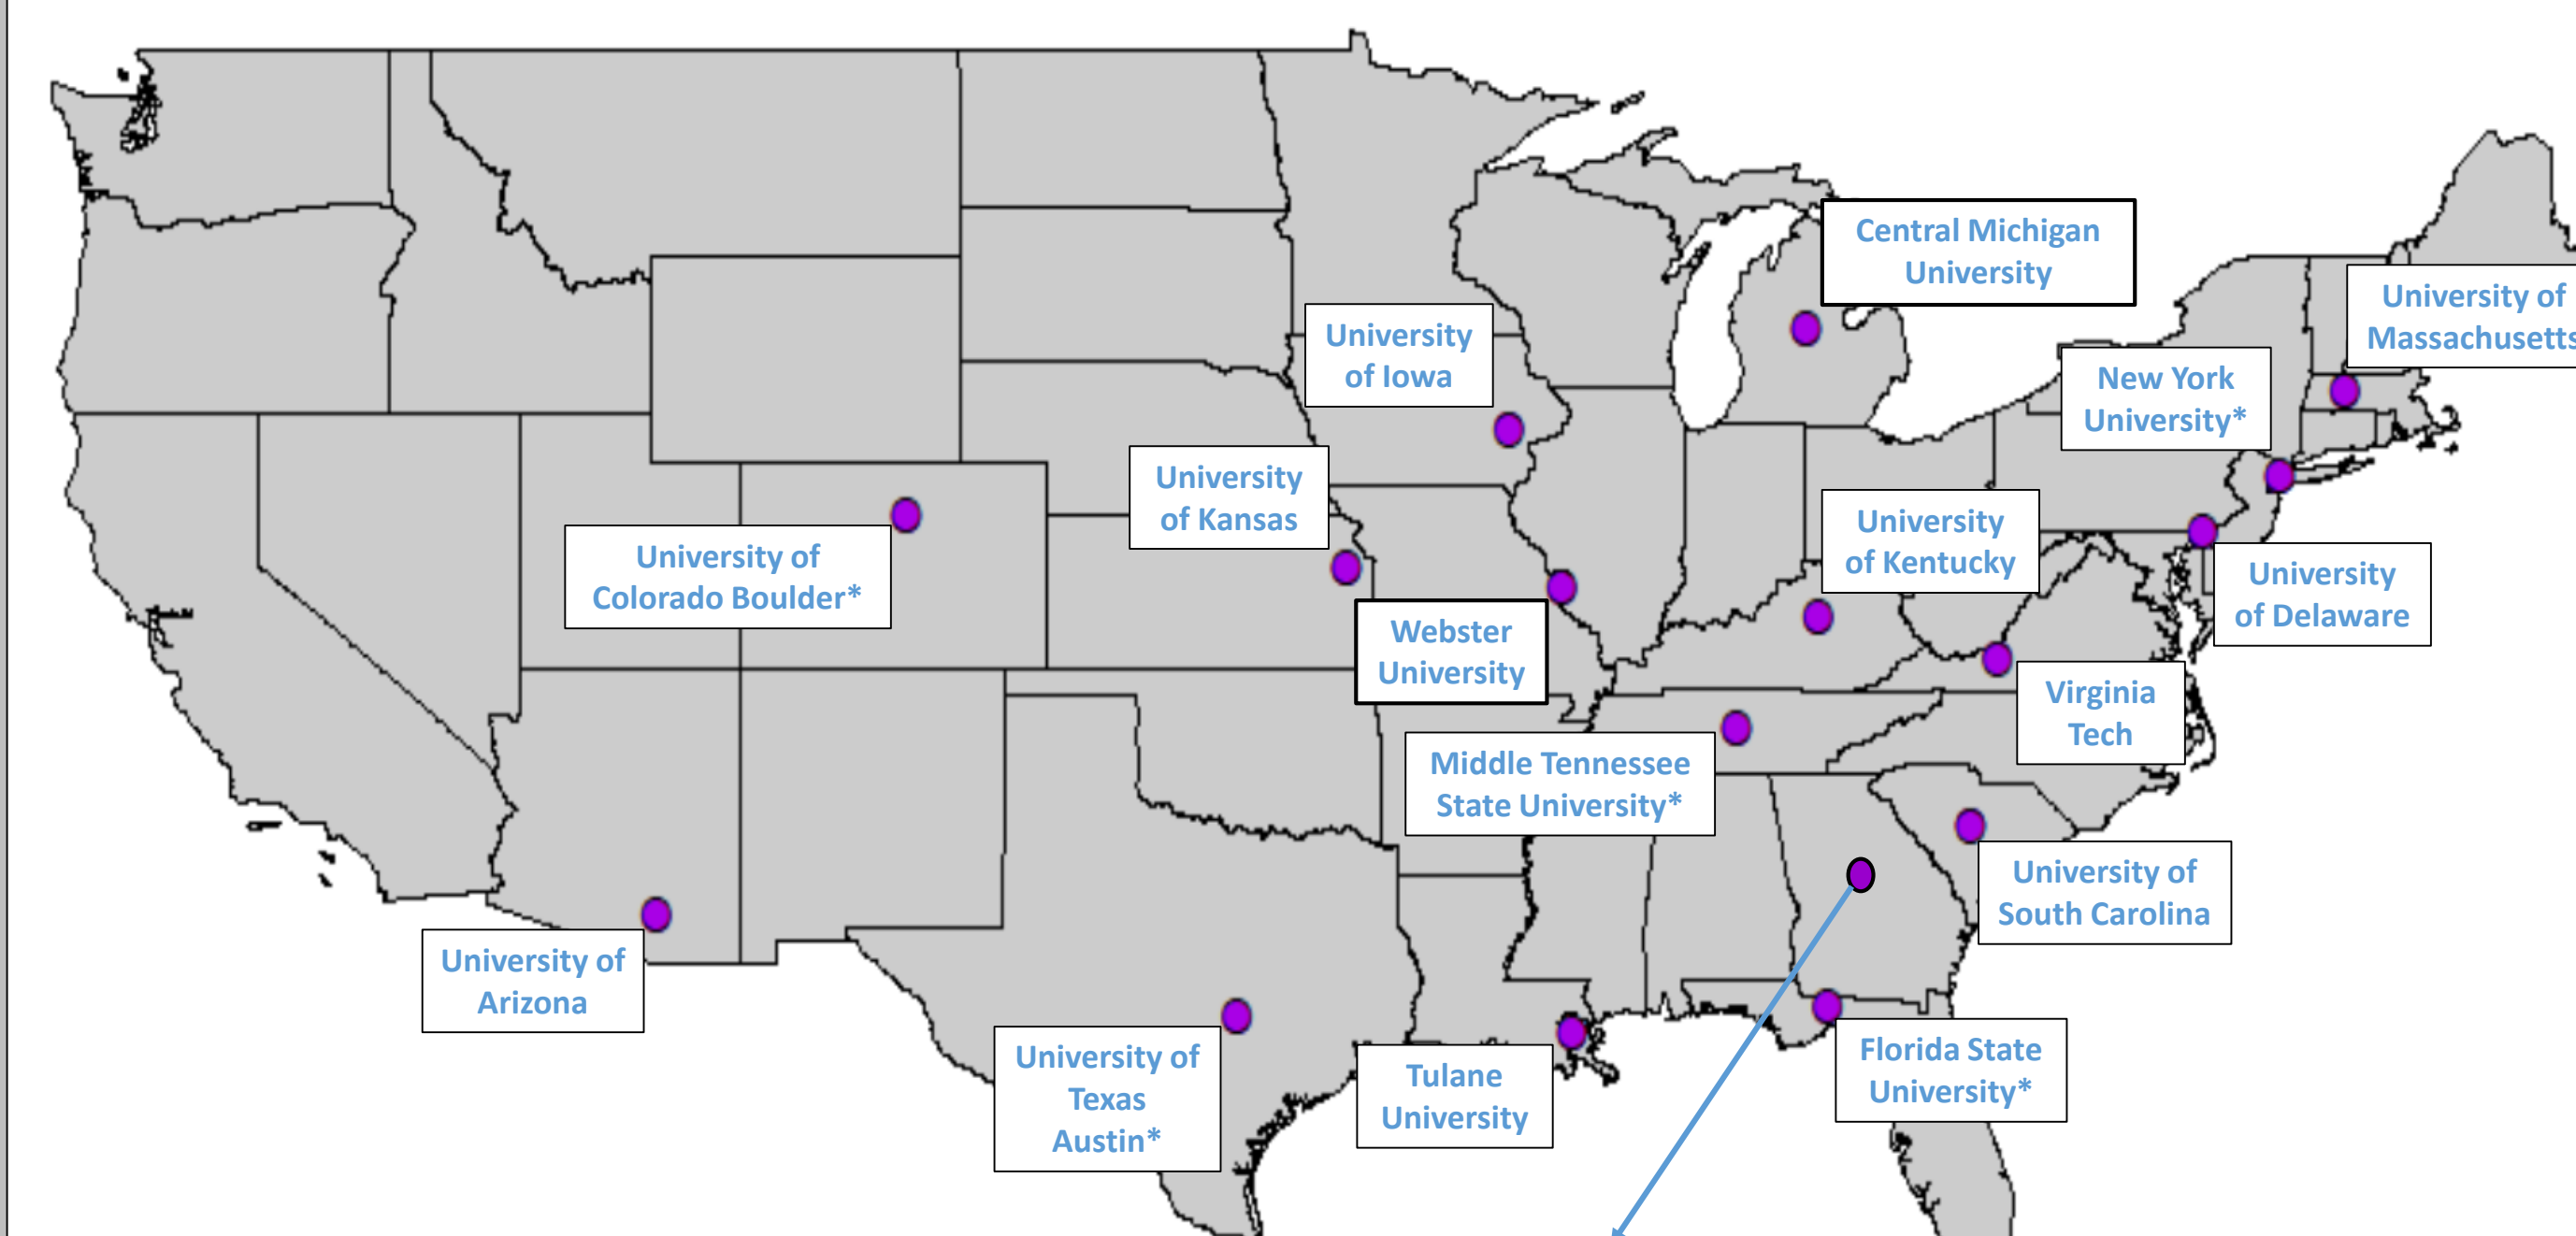 Central Michigan
University
University of
Massachusetts
University
of Iowa
New York
University*
University
of Kansas
University
of Kentucky
University of
Colorado Boulder*
University
of Delaware
Webster
University
Virginia
Tech
Middle Tennessee
State University*
University of
South Carolina
University of
Arizona
University of
Texas
Austin*
Tulane
University
Florida State
University*